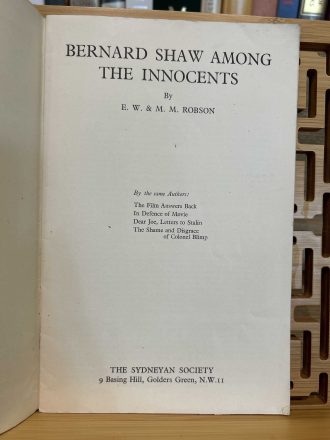 BERNARD SHAW AMONG
THE INNOCENTS
By
E. W. & M. M. ROBSON
By the same Authors:
The Film Answers Back
In Defence of Movie
Dear Joe, Letters to Stalin
The Shame and Disgrace
of Colonel Blimp
THE SYDNEYAN SOCIETY
9 Basing Hill, Golders Green, N.W.11